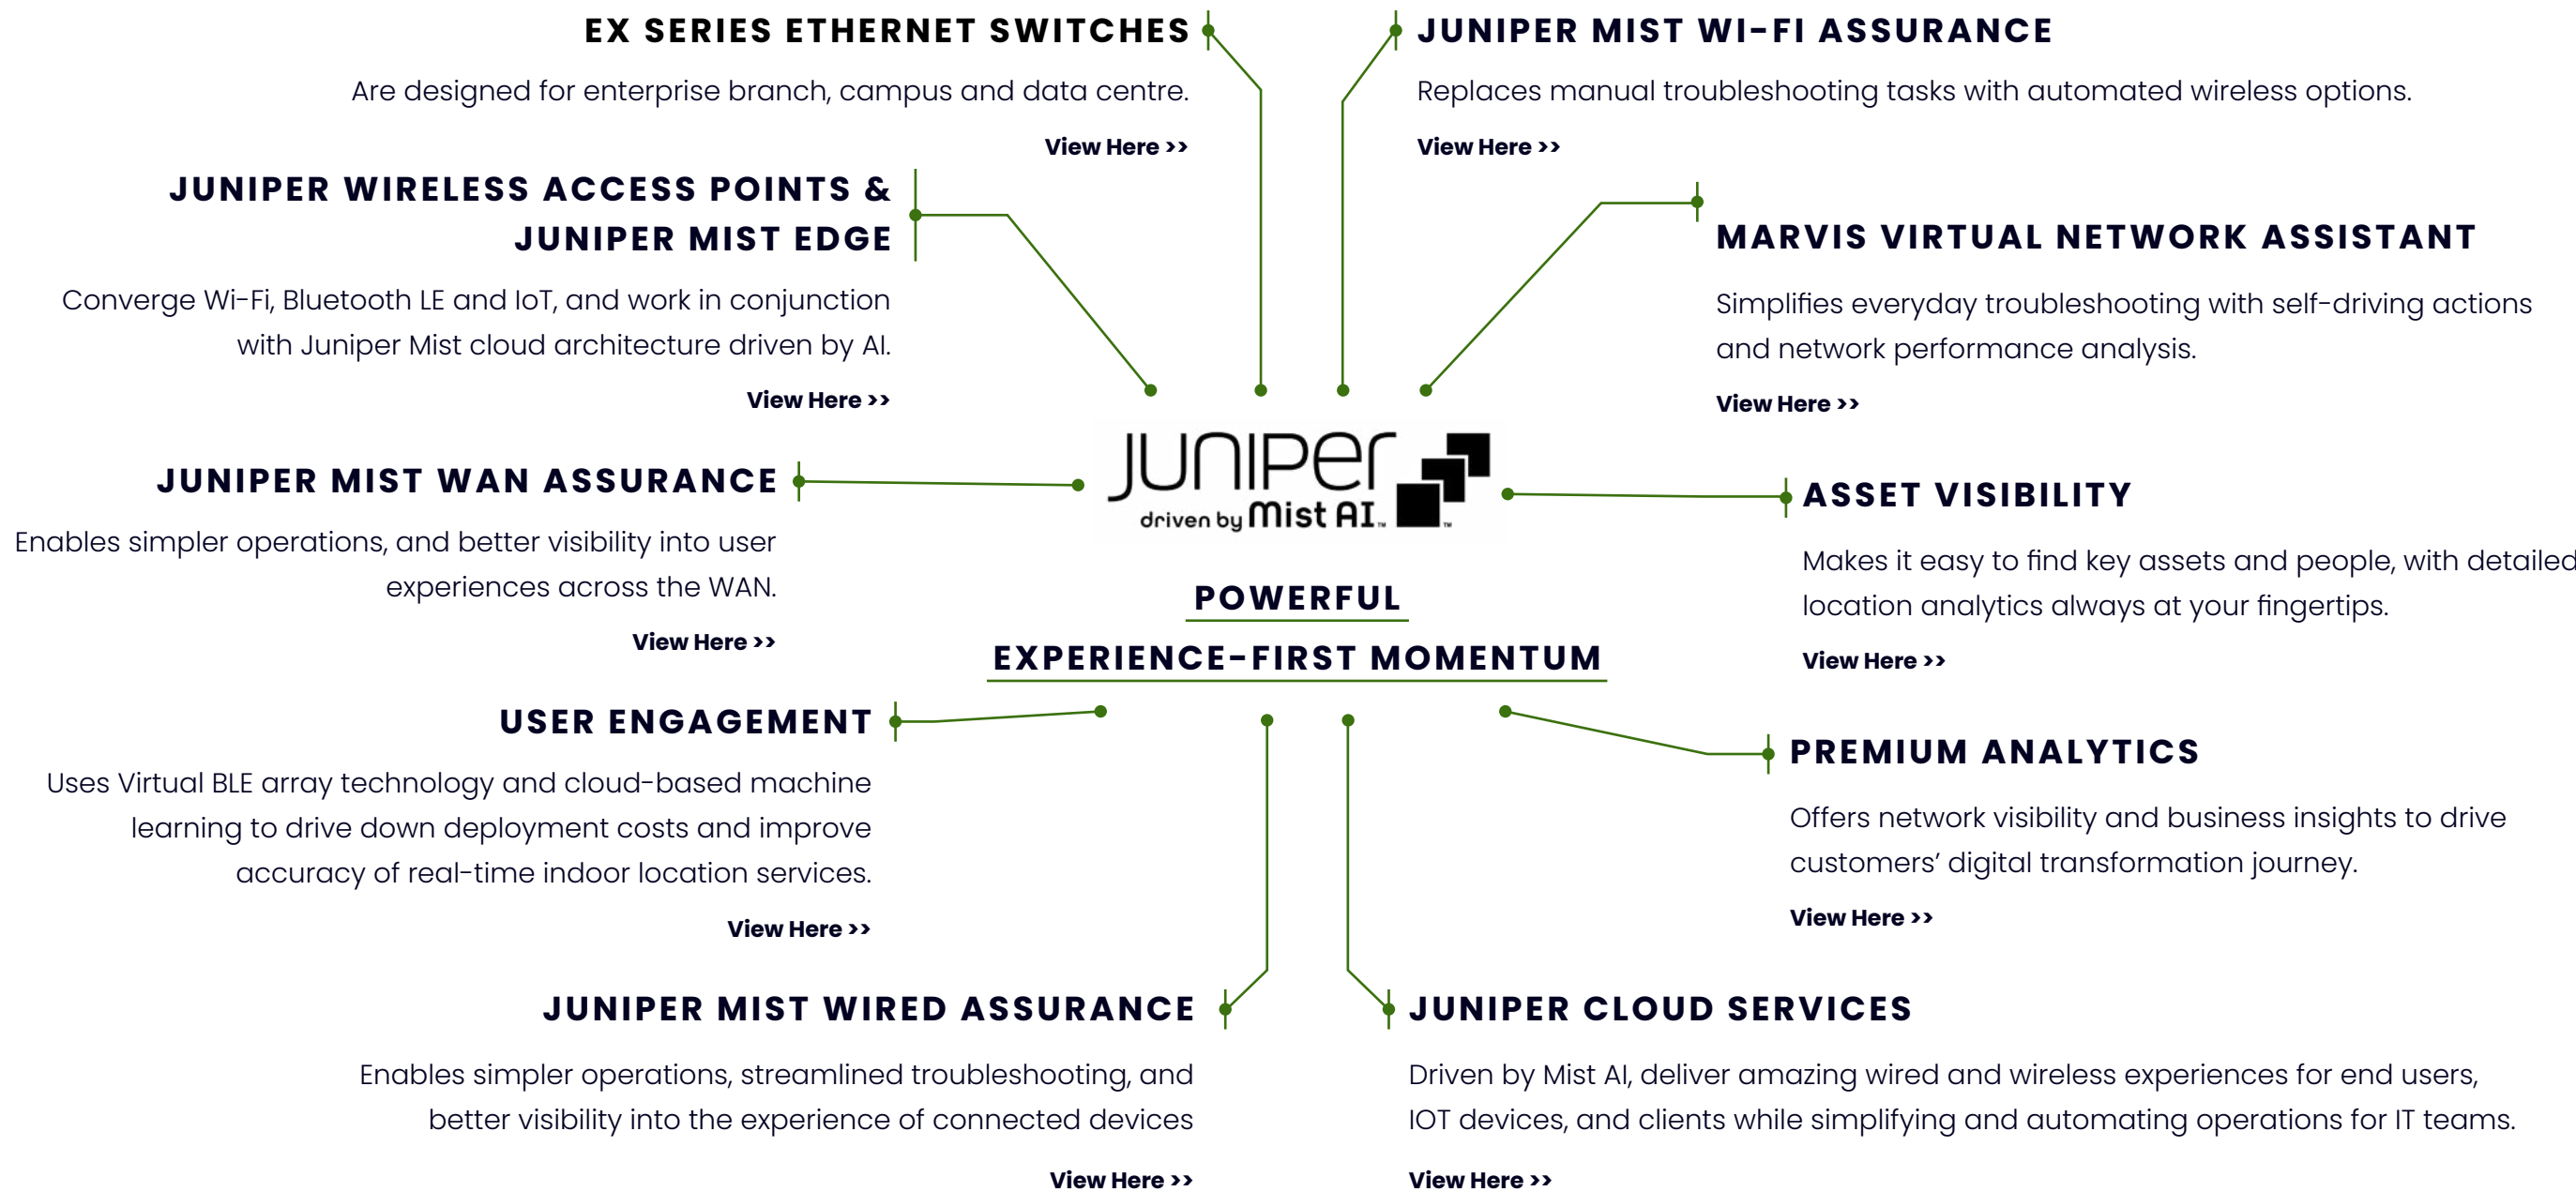 EX SERIES ETHERNET SWITCHES
Are designed for enterprise branch, campus and data centre.
View Here >>
JUNIPER WIRELESS ACCESS POINTS &
JUNIPER MIST EDGE
Converge Wi-Fi, Bluetooth LE and IoT, and work in conjunction
with Juniper Mist cloud architecture driven by AI.
View Here >>
JUNIPER MIST WAN ASSURANCE
Enables simpler operations, and better visibility into user
experiences across the WAN.
View Here >>
USER ENGAGEMENT
Uses Virtual BLE array technology and cloud-based machine
learning to drive down deployment costs and improve
accuracy of real-time indoor location services.
View Here >>
JUNIPER MIST WIRED ASSURANCE
Enables simpler operations, streamlined troubleshooting, and
better visibility into the experience of connected devices
View Here >>
Juniper
driven by Mist AI™ ™
POWERFUL
EXPERIENCE-FIRST MOMENTUM
JUNIPER MIST WI-FI ASSURANCE
Replaces manual troubleshooting tasks with automated wireless options.
View Here >>
MARVIS VIRTUAL NETWORK ASSISTANT
Simplifies everyday troubleshooting with self-driving actions
and network performance analysis.
View Here >>
ASSET VISIBILITY
Makes it easy to find key assets and people, with detailed
location analytics always at your fingertips.
View Here >>
PREMIUM ANALYTICS
Offers network visibility and business insights to drive
customers’ digital transformation journey.
View Here >>
JUNIPER CLOUD SERVICES
Driven by Mist AI, deliver amazing wired and wireless experiences for end users,
IOT devices, and clients while simplifying and automating operations for IT teams.
View Here >>